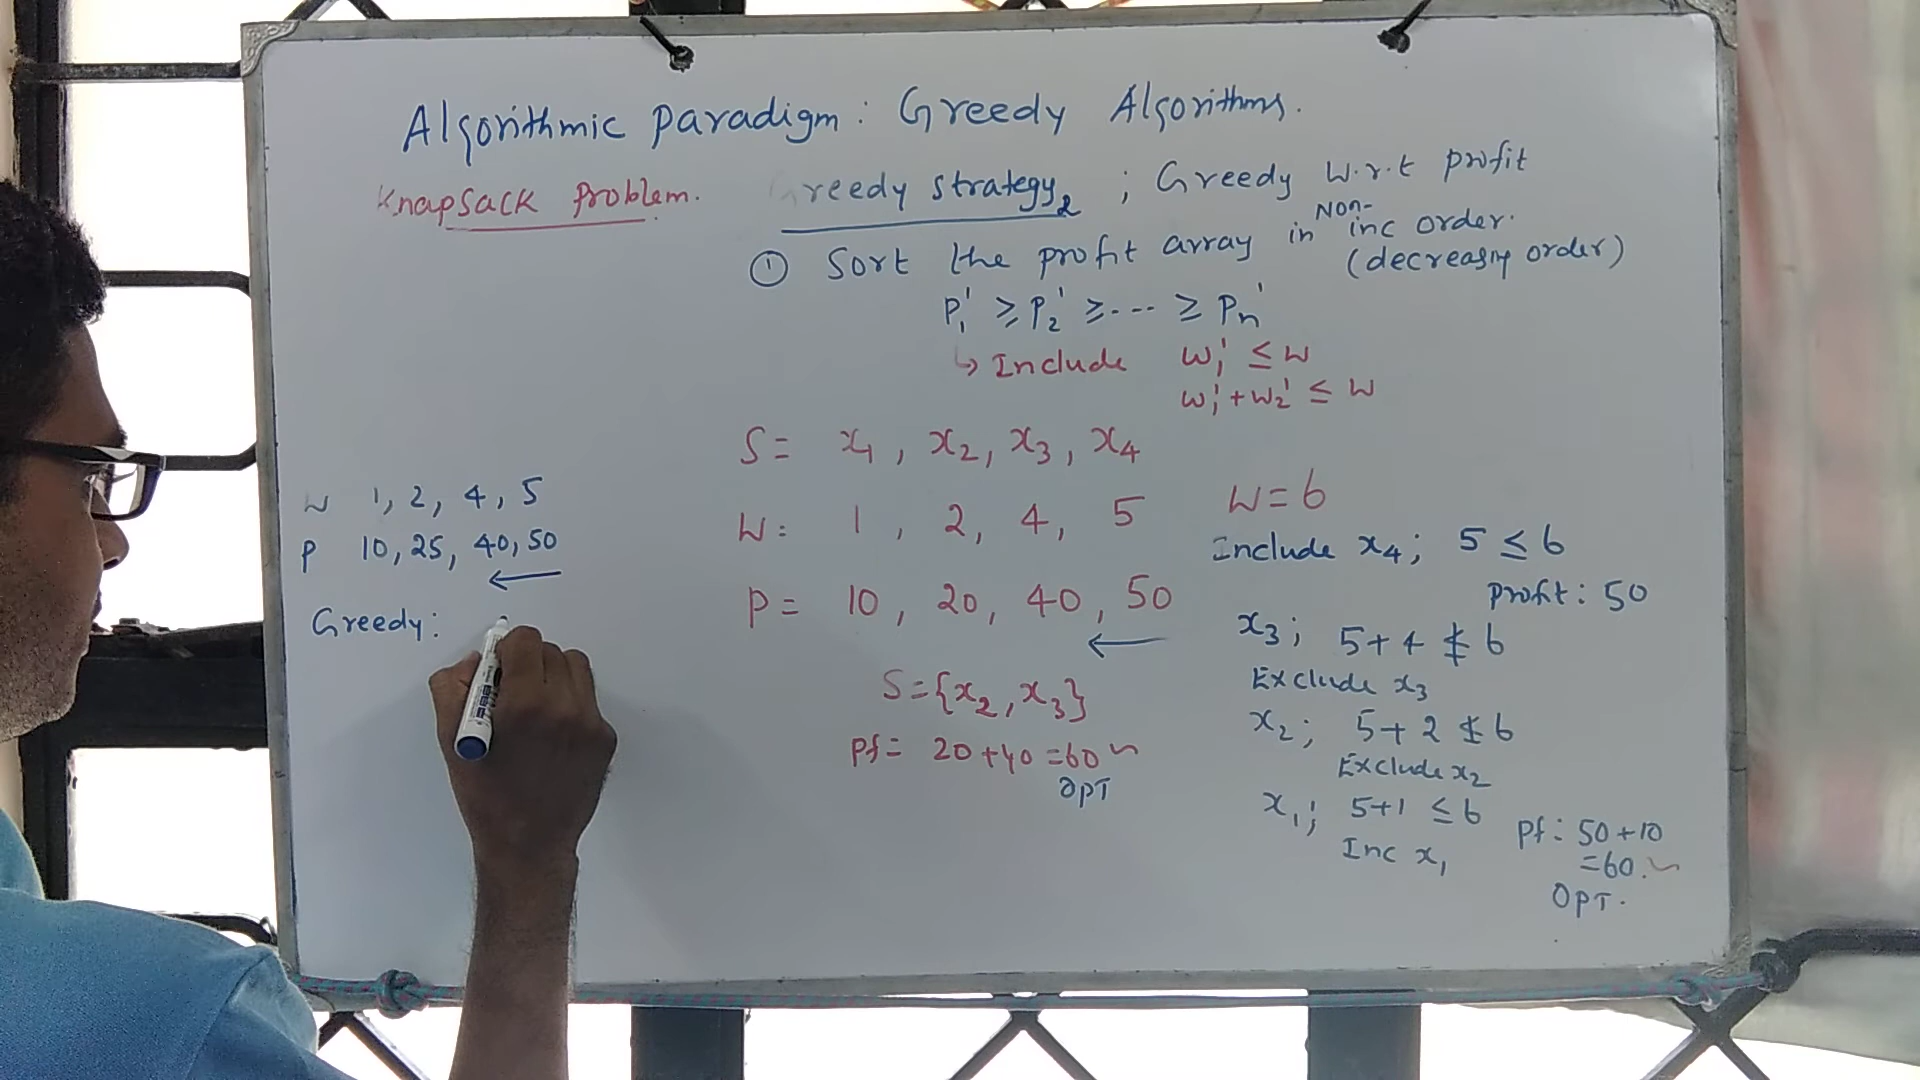 Algorithmic paradigm: Greedy Algorithms.
Knapsack problem.
Greedy strategy2 ; Greedy w.r.t profit
① Sort the profit array in Non-inc order.
(decreasing order)
P1' ≥ P2' ≥ --- ≥ Pn'
↳ Include w1' ≤ W
w1' + w2' ≤ W
S = x1, x2, x3, x4
W: 1, 2, 4, 5
W = 6
P = 10, 20, 40, 50
←
S = {x2, x3}
Pf = 20+40 = 60
OPT
Include x4; 5 ≤ 6
Profit: 50
x3; 5+4 ≰ 6
Exclude x3
x2; 5+2 ≰ 6
Exclude x2
x1; 5+1 ≤ 6
Inc x1
Pf: 50+10
=60.
OPT.
W 1, 2, 4, 5
P 10, 25, 40, 50
←
Greedy: